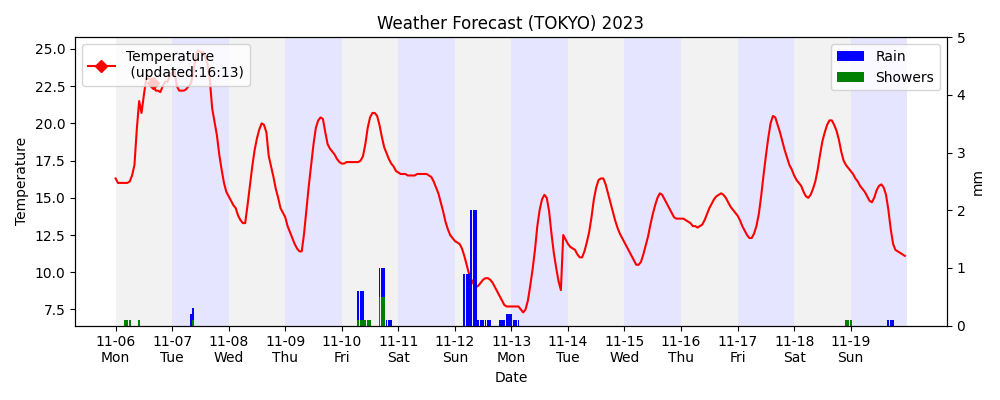 Weather Forecast (TOKYO) 2023
Temperature
(updated:16:13)
Rain
Showers
Temperature
25.0
22.5
20.0
17.5
15.0
12.5
10.0
7.5
5
4
3
2
1
0
mm
11-06 11-07 11-08 11-09 11-10 11-11 11-12 11-13 11-14 11-15 11-16 11-17 11-18 11-19
Mon Tue Wed Thu Fri Sat Sun Mon Tue Wed Thu Fri Sat Sun
Date